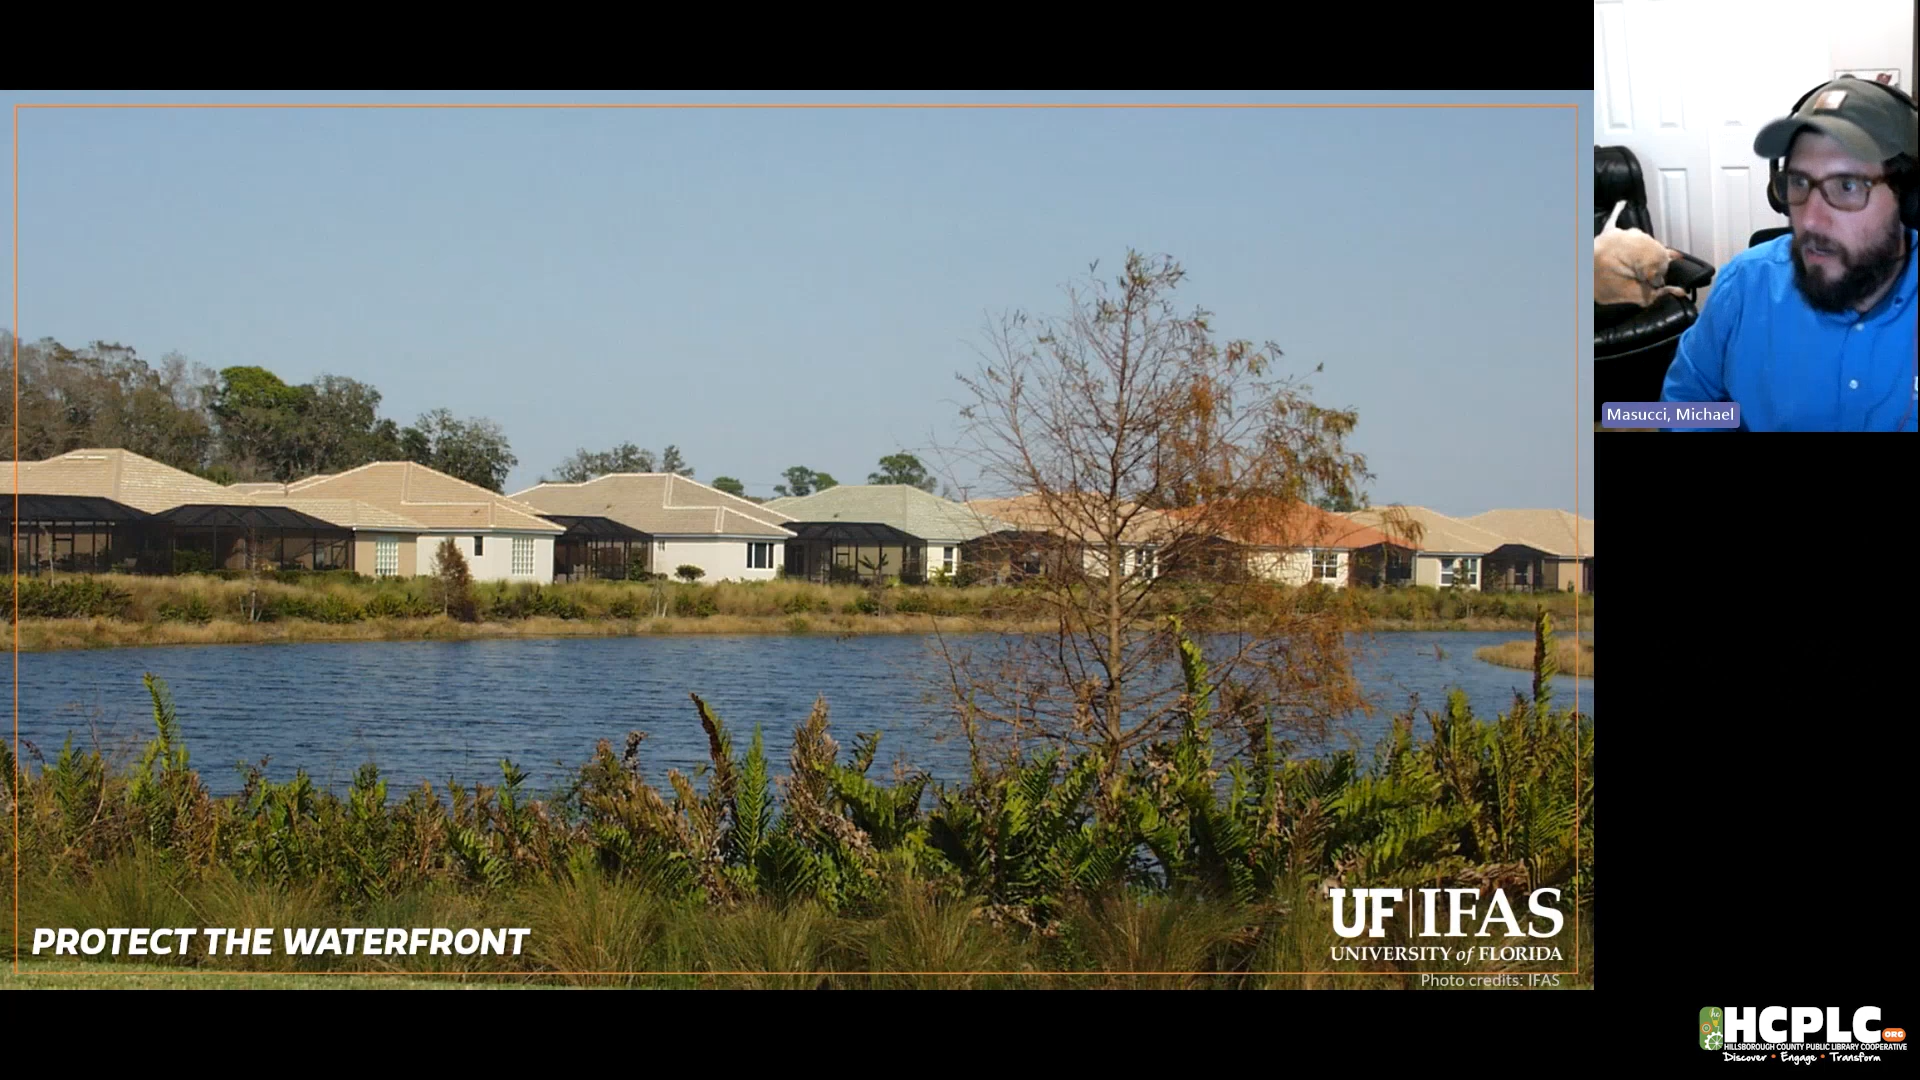 Masucci, Michael
PROTECT THE WATERFRONT
UF|IFAS
UNIVERSITY of FLORIDA
Photo credits: IFAS
HCPLC.ORG
HILLSBOROUGH COUNTY PUBLIC LIBRARY COOPERATIVE
Discover • Engage • Transform